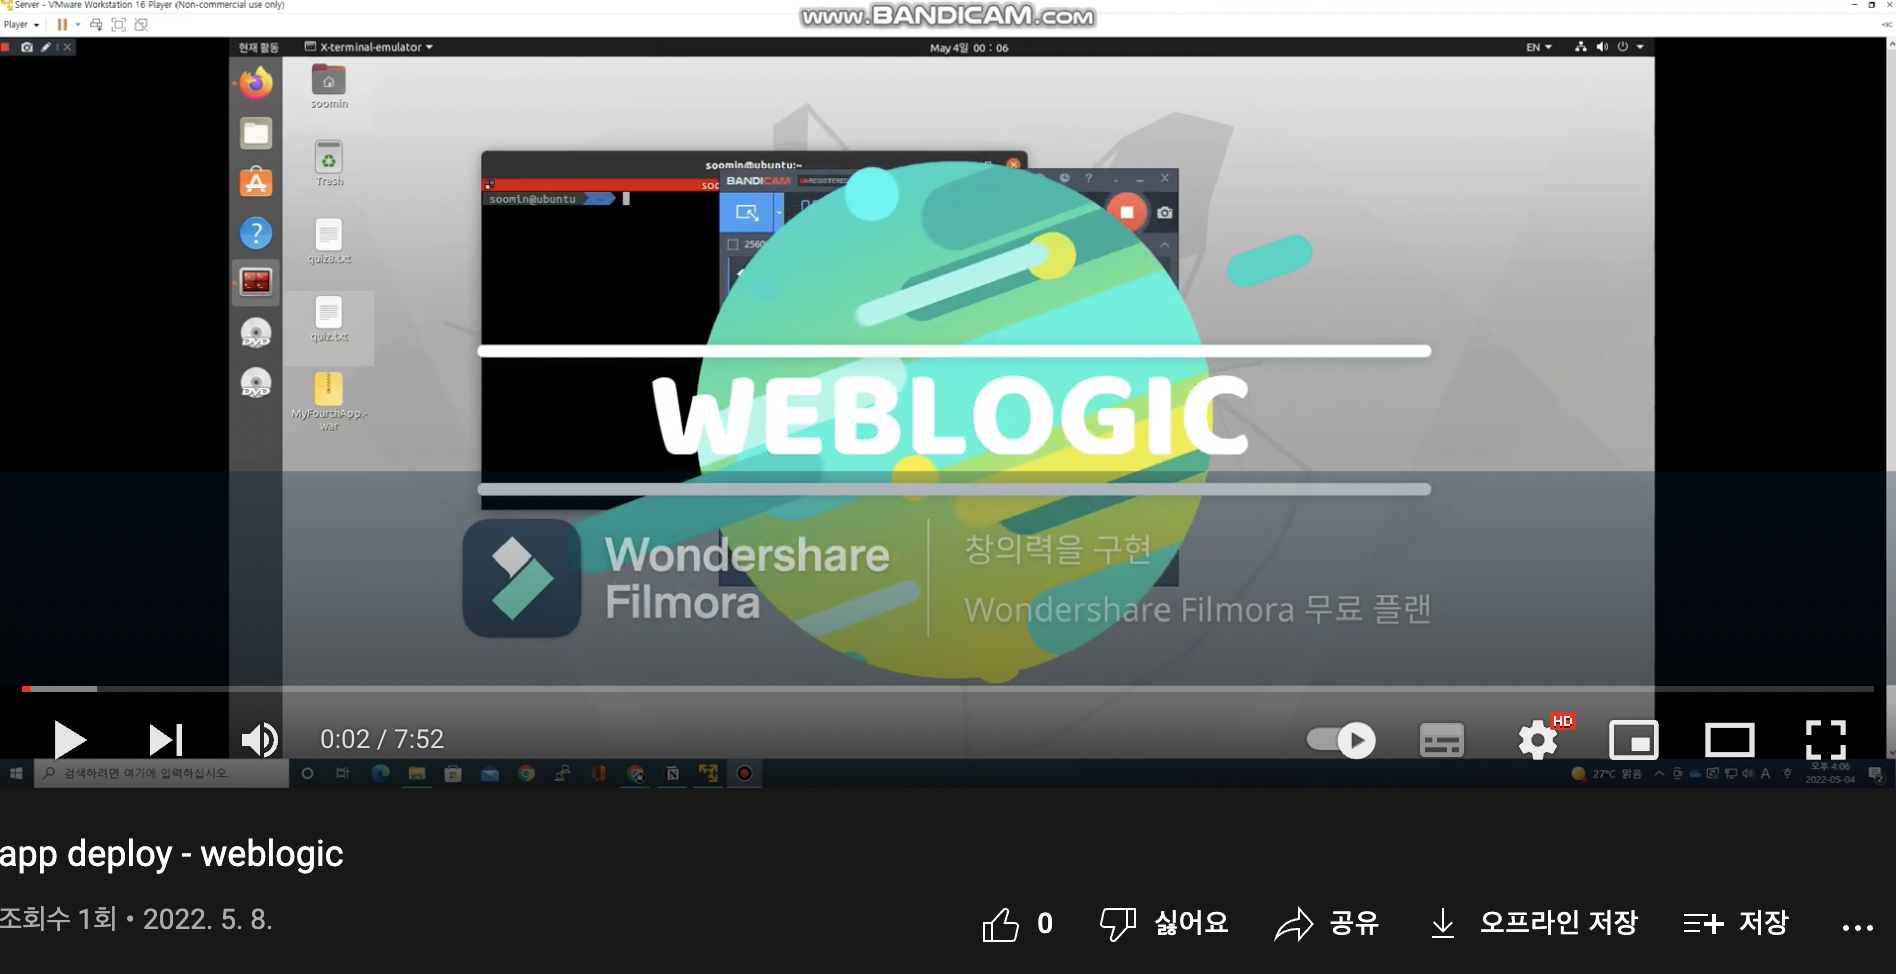 Server - VMware Workstation 16 Player (Non-commercial use only)
www.BANDICAM.com
Player
현재 활동
X-terminal-emulator
May 4일 00 : 06
EN
soomin
Trash
quiz8.txt
quiz.txt
MyFourthApp.-
war
soomin@ubuntu:~
BANDICAM UNREGISTERED
soomin@ubuntu ~
2560
WEBLOGIC
Wondershare
Filmora
창의력을 구현
Wondershare Filmora 무료 플랜
0:02 / 7:52
HD
검색하려면 여기에 입력하십시오.
27°C 맑음
A
오후 4:06
2022-05-04
2
app deploy - weblogic
조회수 1회 • 2022. 5. 8.
0
싫어요
공유
오프라인 저장
저장